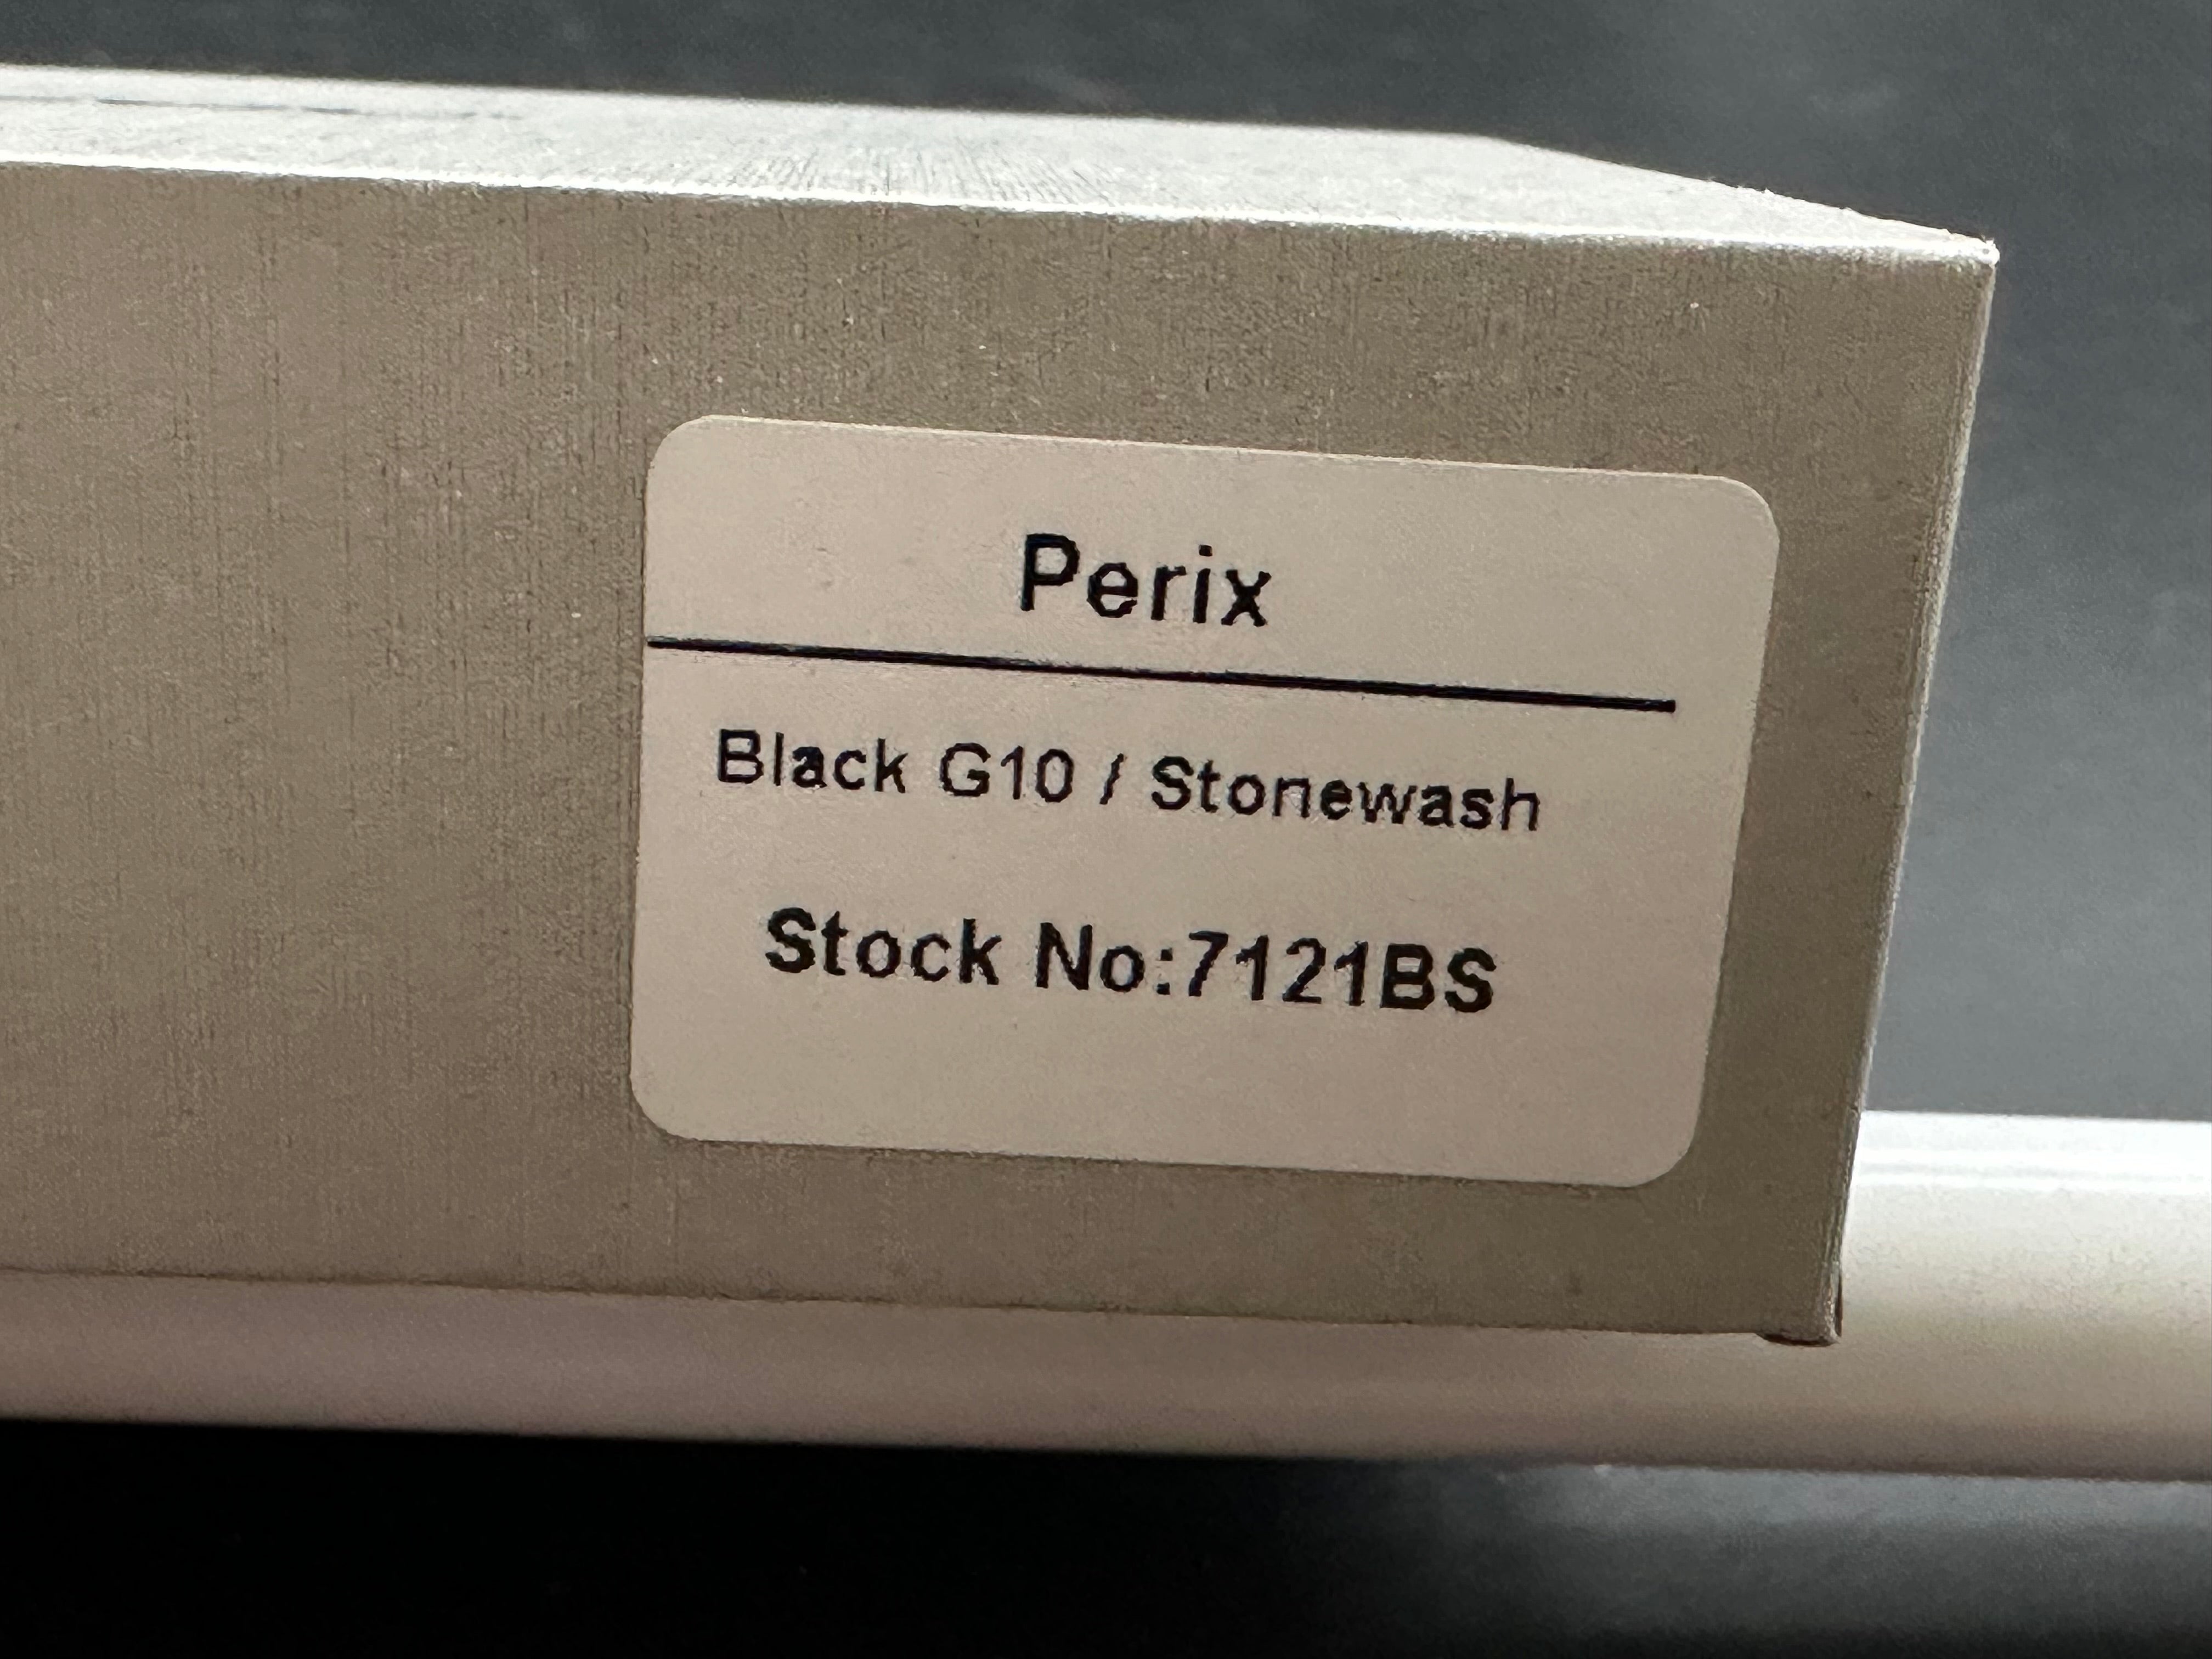 Perix
Black G10 / Stonewash
Stock No:7121BS